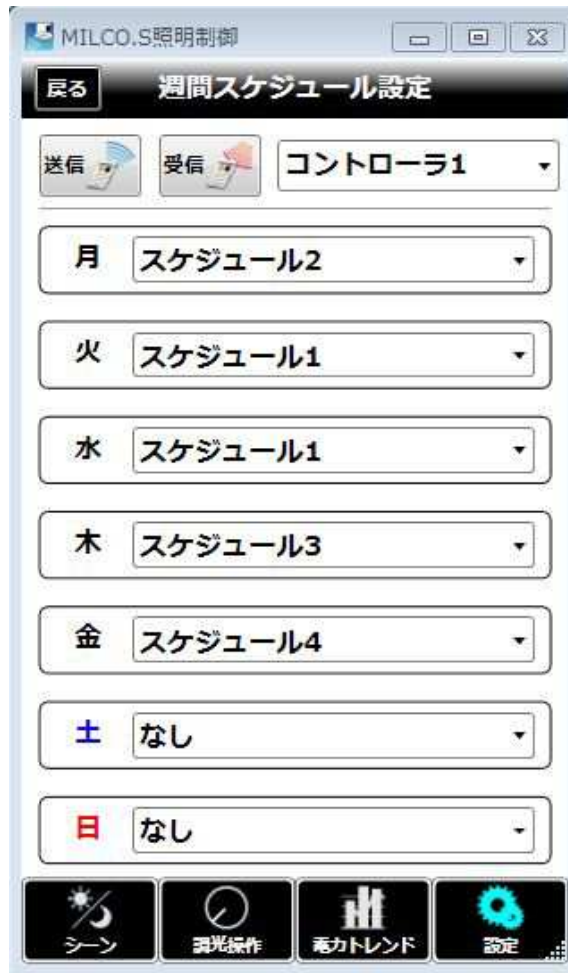 MILCO.S照明制御
戻る 週間スケジュール設定
送信 受信 コントローラ1
月 スケジュール2
火 スケジュール1
水 スケジュール1
木 スケジュール3
金 スケジュール4
土 なし
日 なし
シーン 調光操作 電力トレンド 設定